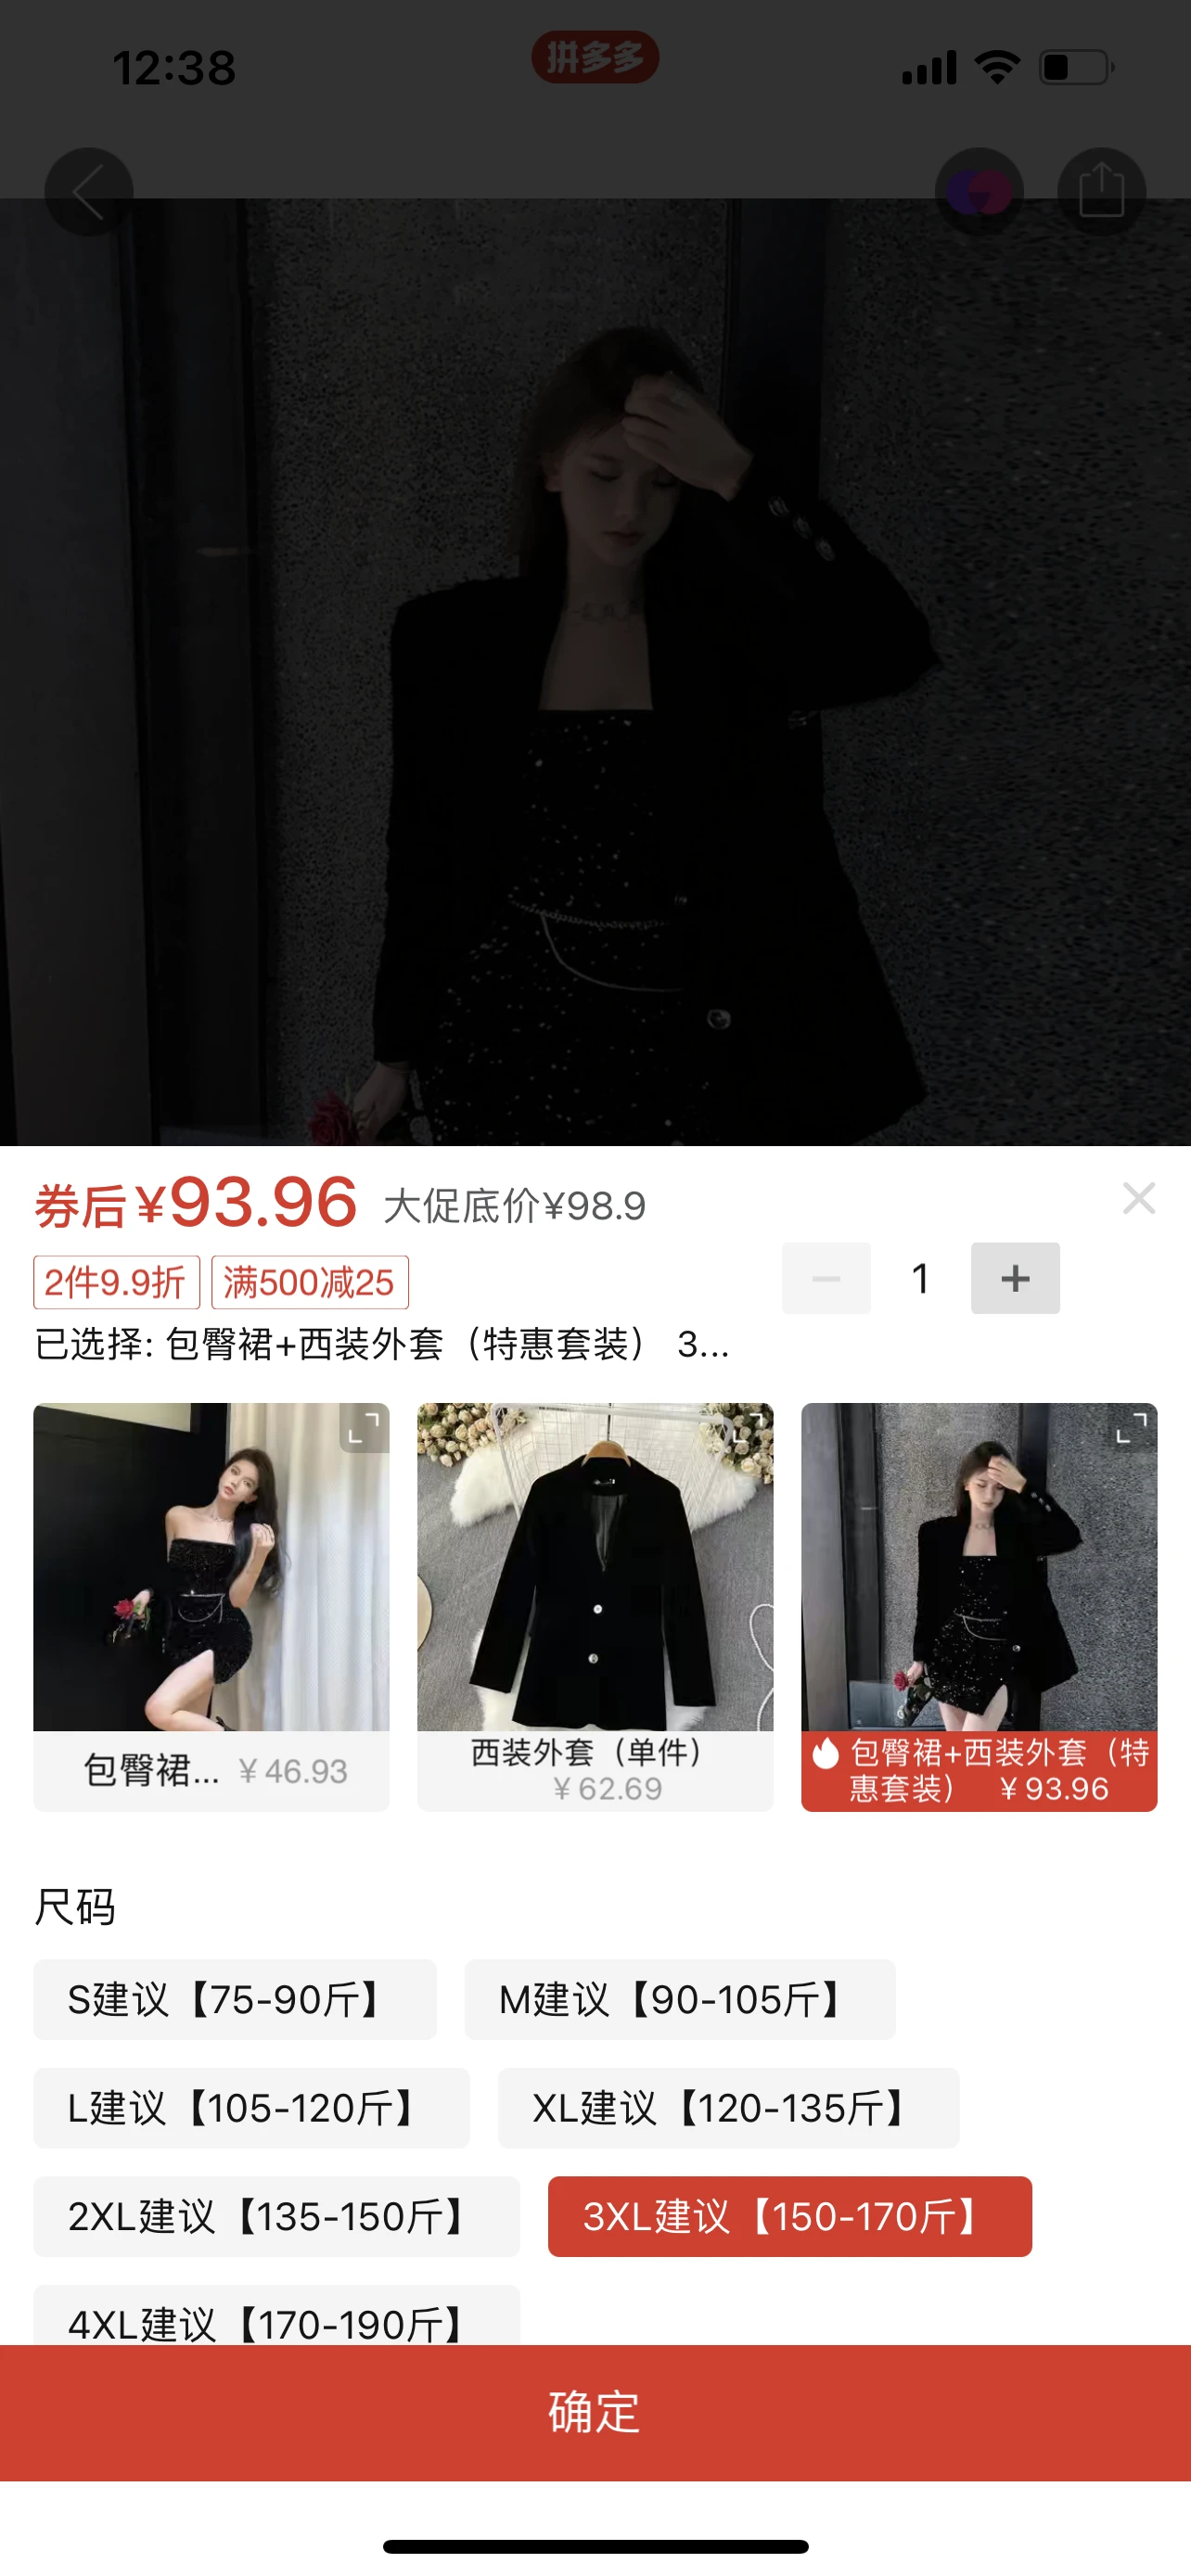 12:38
拼多多
券后¥93.96 大促底价¥98.9
2件9.9折 满500减25
1
已选择: 包臀裙+西装外套（特惠套装） 3...
包臀裙... ¥46.93
西装外套（单件）
¥62.69
包臀裙+西装外套（特
惠套装） ¥93.96
尺码
S建议【75-90斤】
M建议【90-105斤】
L建议【105-120斤】
XL建议【120-135斤】
2XL建议【135-150斤】
3XL建议【150-170斤】
4XL建议【170-190斤】
确定